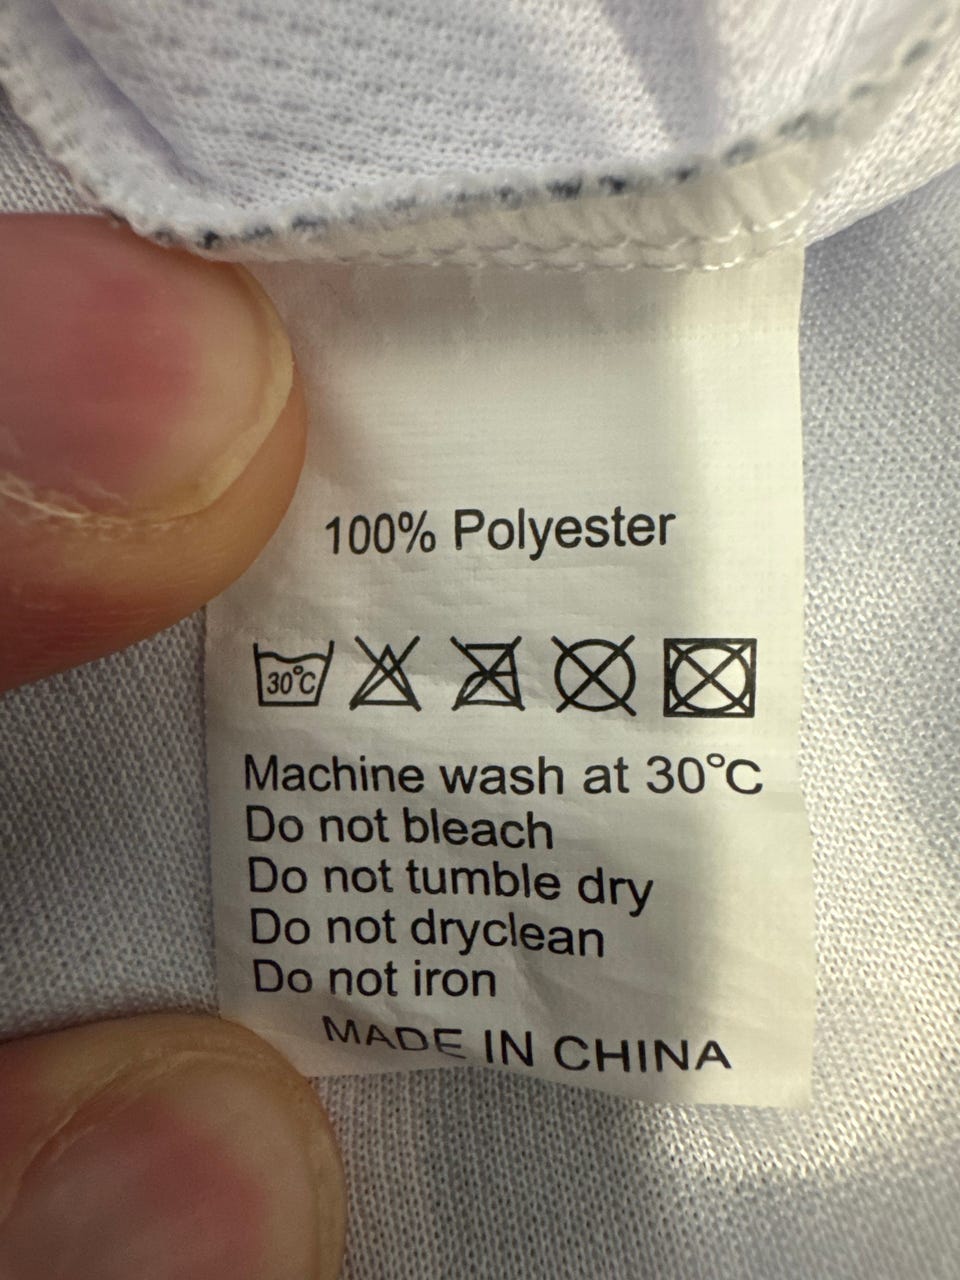 100% Polyester
30°C
Machine wash at 30°C
Do not bleach
Do not tumble dry
Do not dryclean
Do not iron
MADE IN CHINA